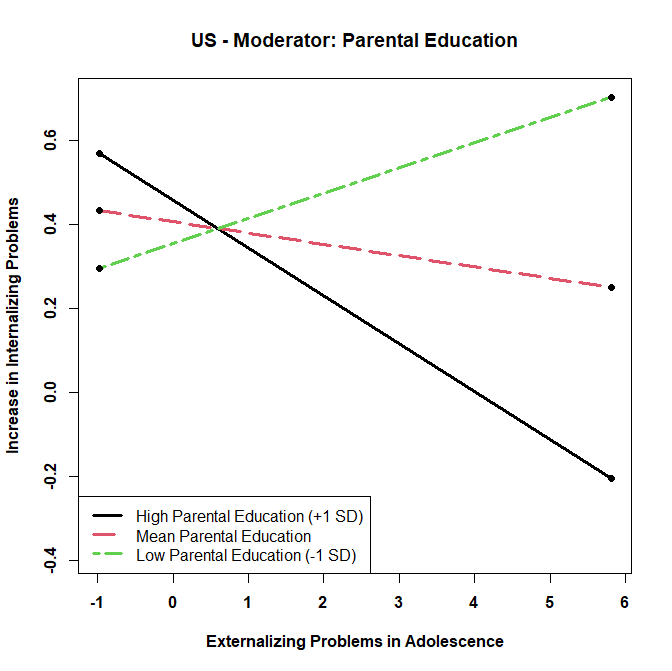 US - Moderator: Parental Education
Increase in Internalizing Problems
0.6
0.4
0.2
0.0
-0.2
-0.4
High Parental Education (+1 SD)
Mean Parental Education
Low Parental Education (-1 SD)
-1 0 1 2 3 4 5 6
Externalizing Problems in Adolescence